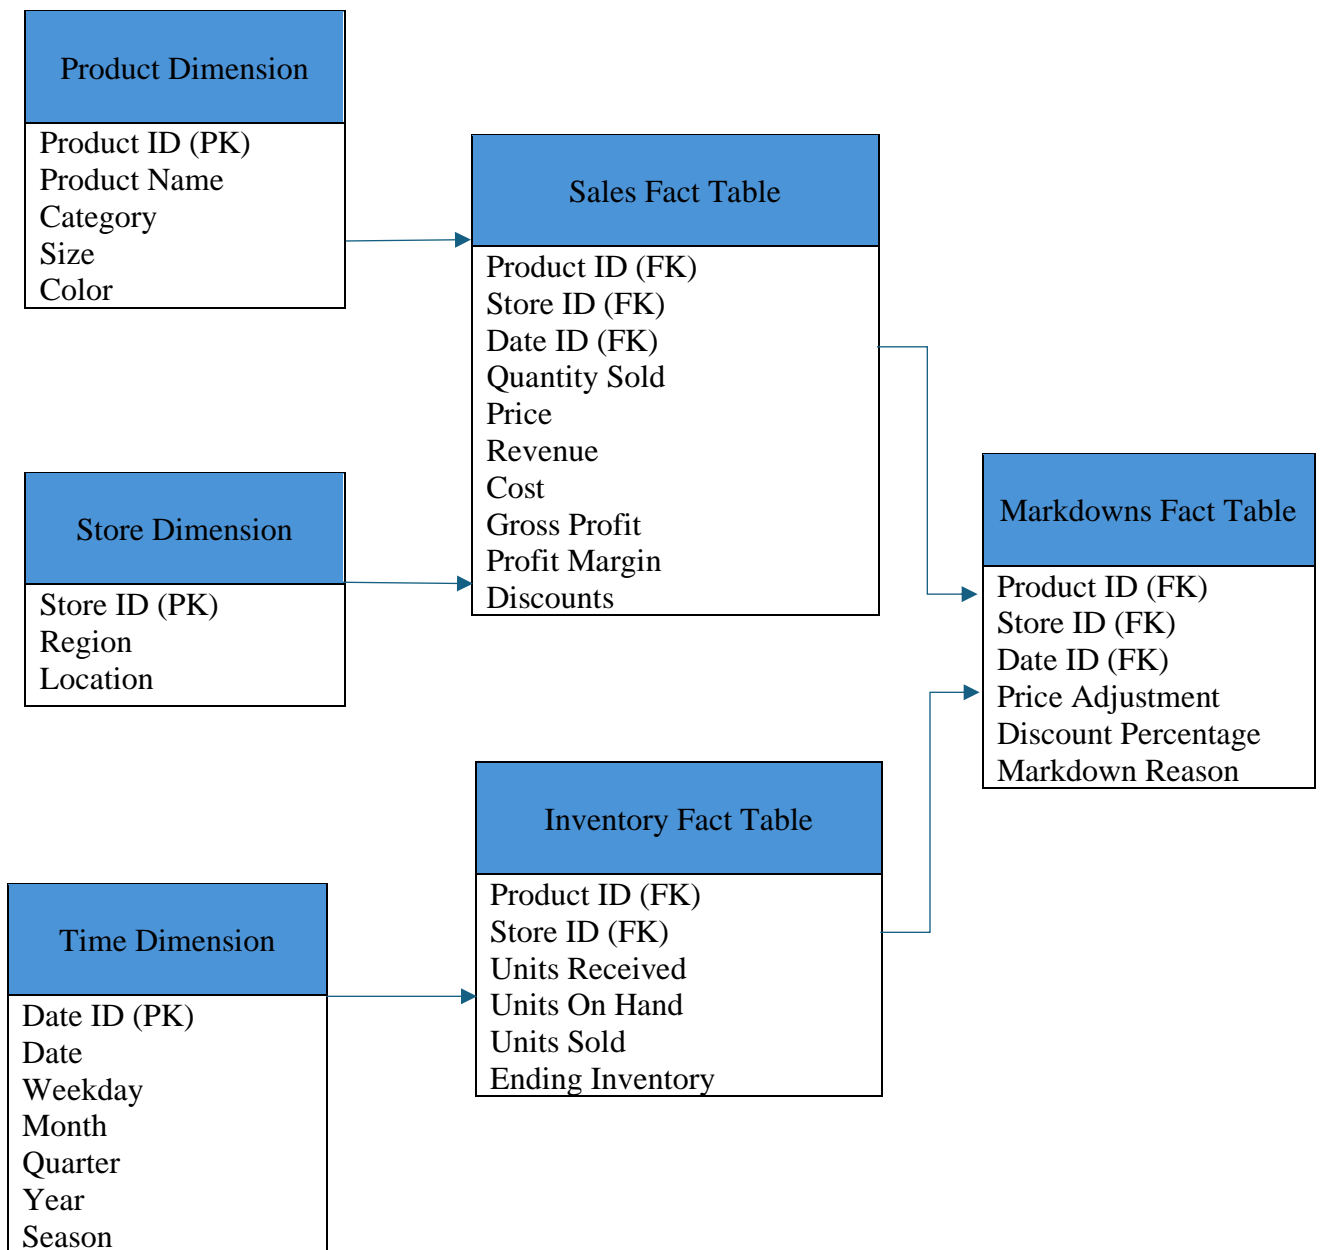 Product Dimension
Product ID (PK)
Product Name
Category
Size
Color
Sales Fact Table
Product ID (FK)
Store ID (FK)
Date ID (FK)
Quantity Sold
Price
Revenue
Cost
Gross Profit
Profit Margin
Discounts
Store Dimension
Store ID (PK)
Region
Location
Markdowns Fact Table
Product ID (FK)
Store ID (FK)
Date ID (FK)
Price Adjustment
Discount Percentage
Markdown Reason
Inventory Fact Table
Product ID (FK)
Store ID (FK)
Units Received
Units On Hand
Units Sold
Ending Inventory
Time Dimension
Date ID (PK)
Date
Weekday
Month
Quarter
Year
Season